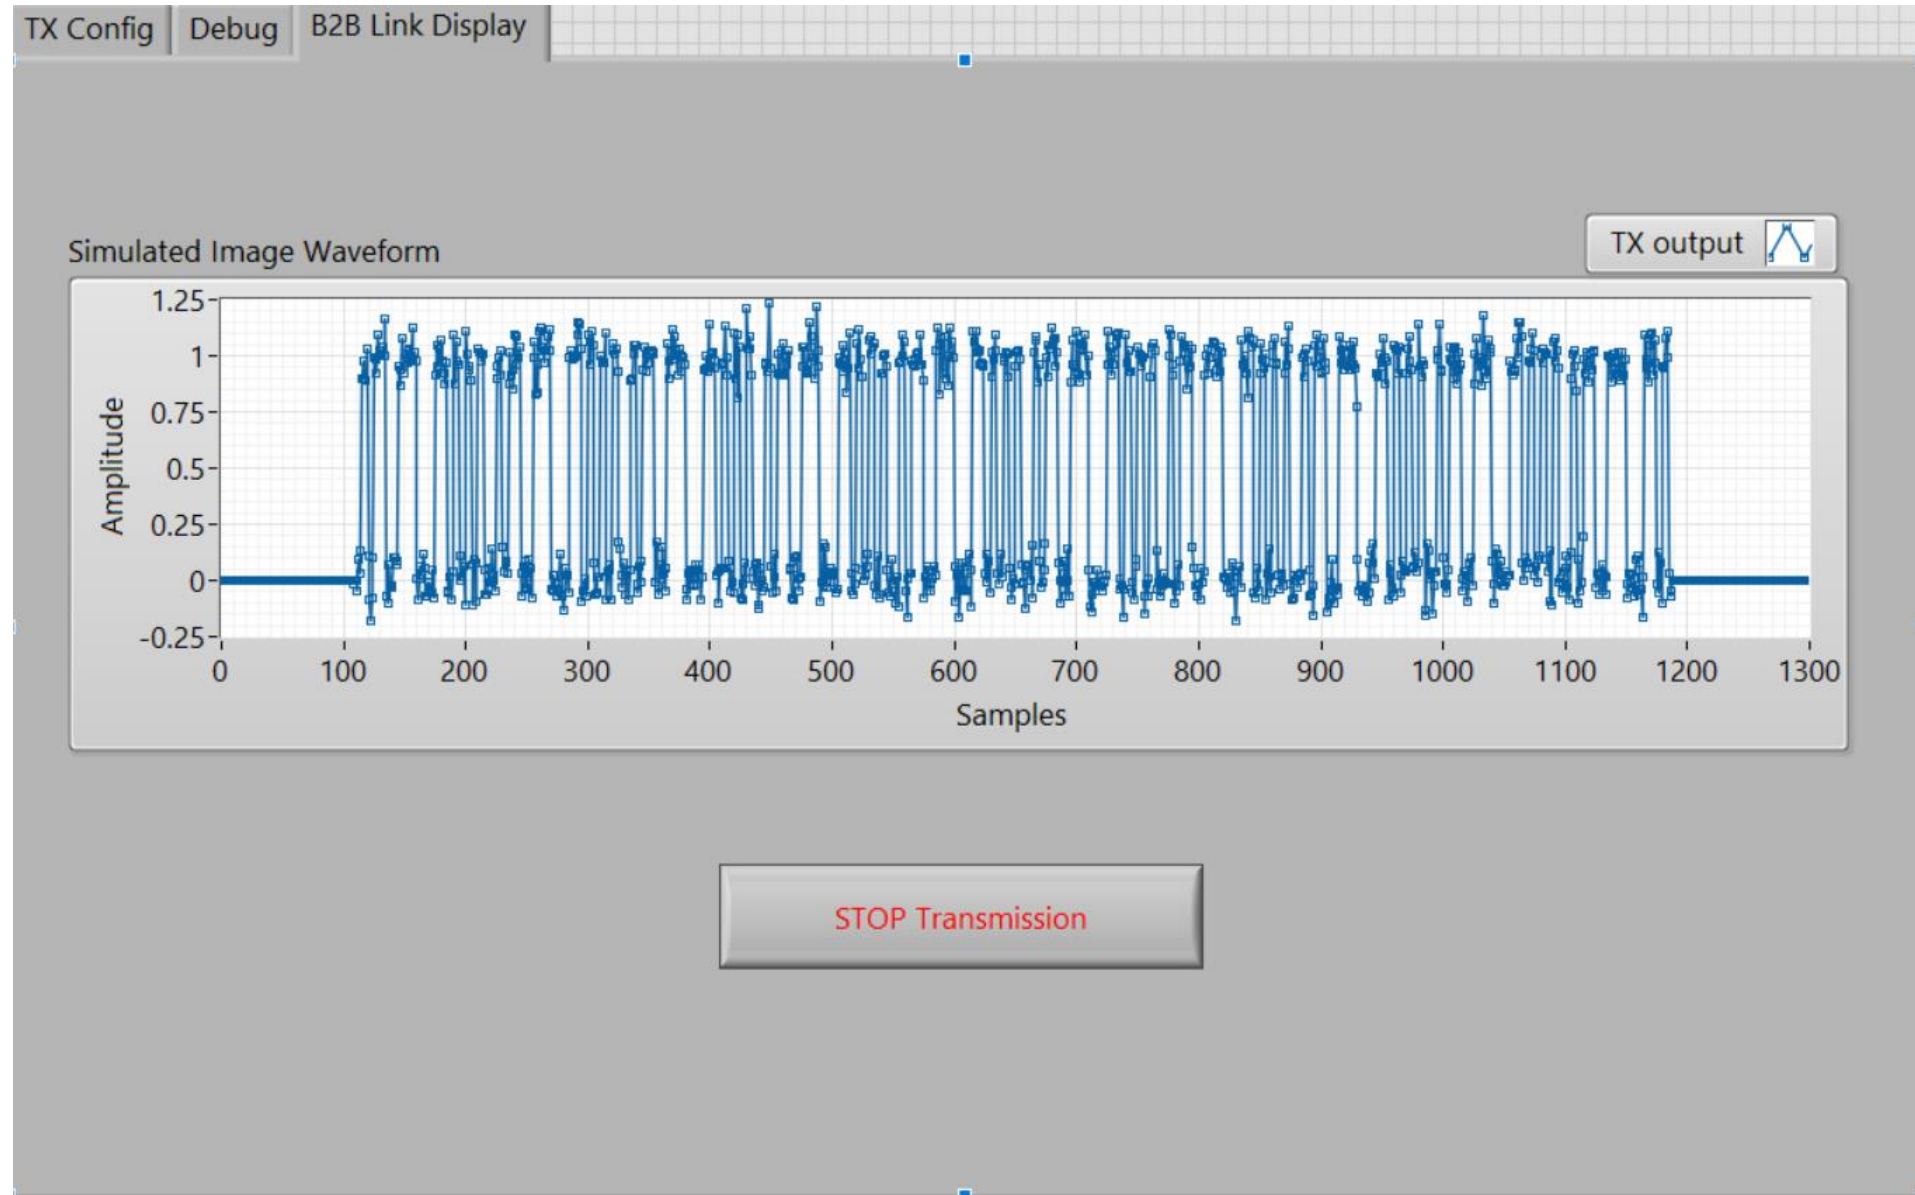 TX Config Debug B2B Link Display
Simulated Image Waveform
TX output
1.25
1
0.75
0.5
0.25
0
-0.25
Amplitude
0 100 200 300 400 500 600 700 800 900 1000 1100 1200 1300
Samples
STOP Transmission